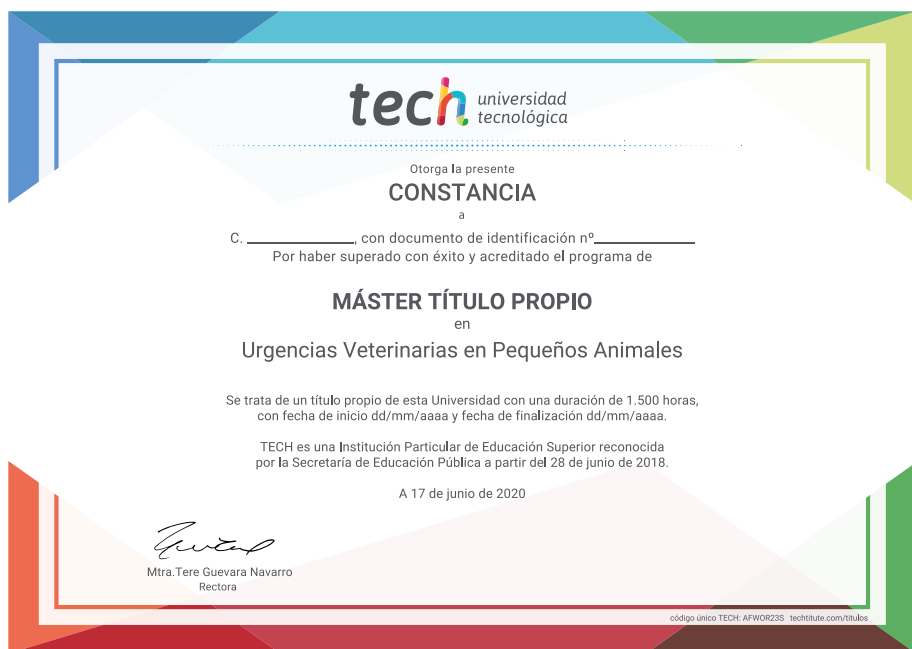 tech universidad
tecnológica
Otorga la presente
CONSTANCIA
a
C. ______________, con documento de identificación nº______________
Por haber superado con éxito y acreditado el programa de
MÁSTER TÍTULO PROPIO
en
Urgencias Veterinarias en Pequeños Animales
Se trata de un título propio de esta Universidad con una duración de 1.500 horas,
con fecha de inicio dd/mm/aaaa y fecha de finalización dd/mm/aaaa.
TECH es una Institución Particular de Educación Superior reconocida
por la Secretaría de Educación Pública a partir del 28 de junio de 2018.
A 17 de junio de 2020
Mtra.Tere Guevara Navarro
Rectora
código único TECH: AFWOR23S techtitute.com/titulos